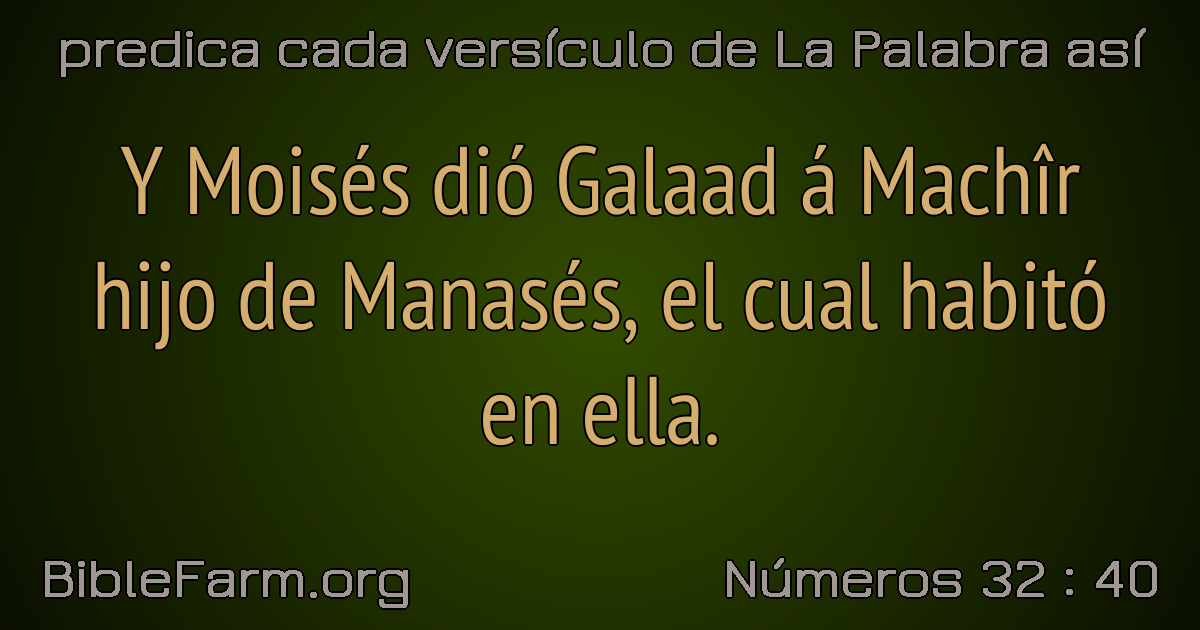 predica cada versículo de La Palabra así
Y Moisés dió Galaad á Machîr
hijo de Manasés, el cual habitó
en ella.
BibleFarm.org
Números 32 : 40